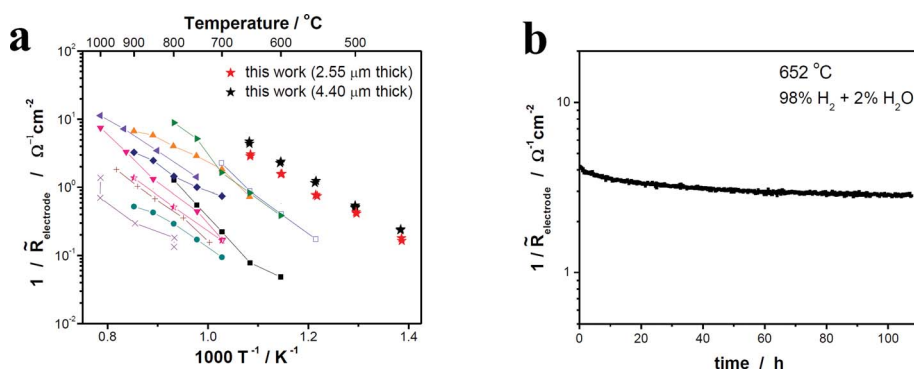 a
Temperature / °C
1000 900 800 700 600 500
10²
10¹
10⁰
10⁻¹
10⁻²
1 / R̃electrode / Ω⁻¹cm⁻²
this work (2.55 μm thick)
this work (4.40 μm thick)
0.8 1.0 1.2 1.4
1000 T⁻¹ / K⁻¹
b
10
1
1/ R̃electrode / Ω⁻¹cm⁻²
652 °C
98% H₂ + 2% H₂O
0 20 40 60 80 100
time / h